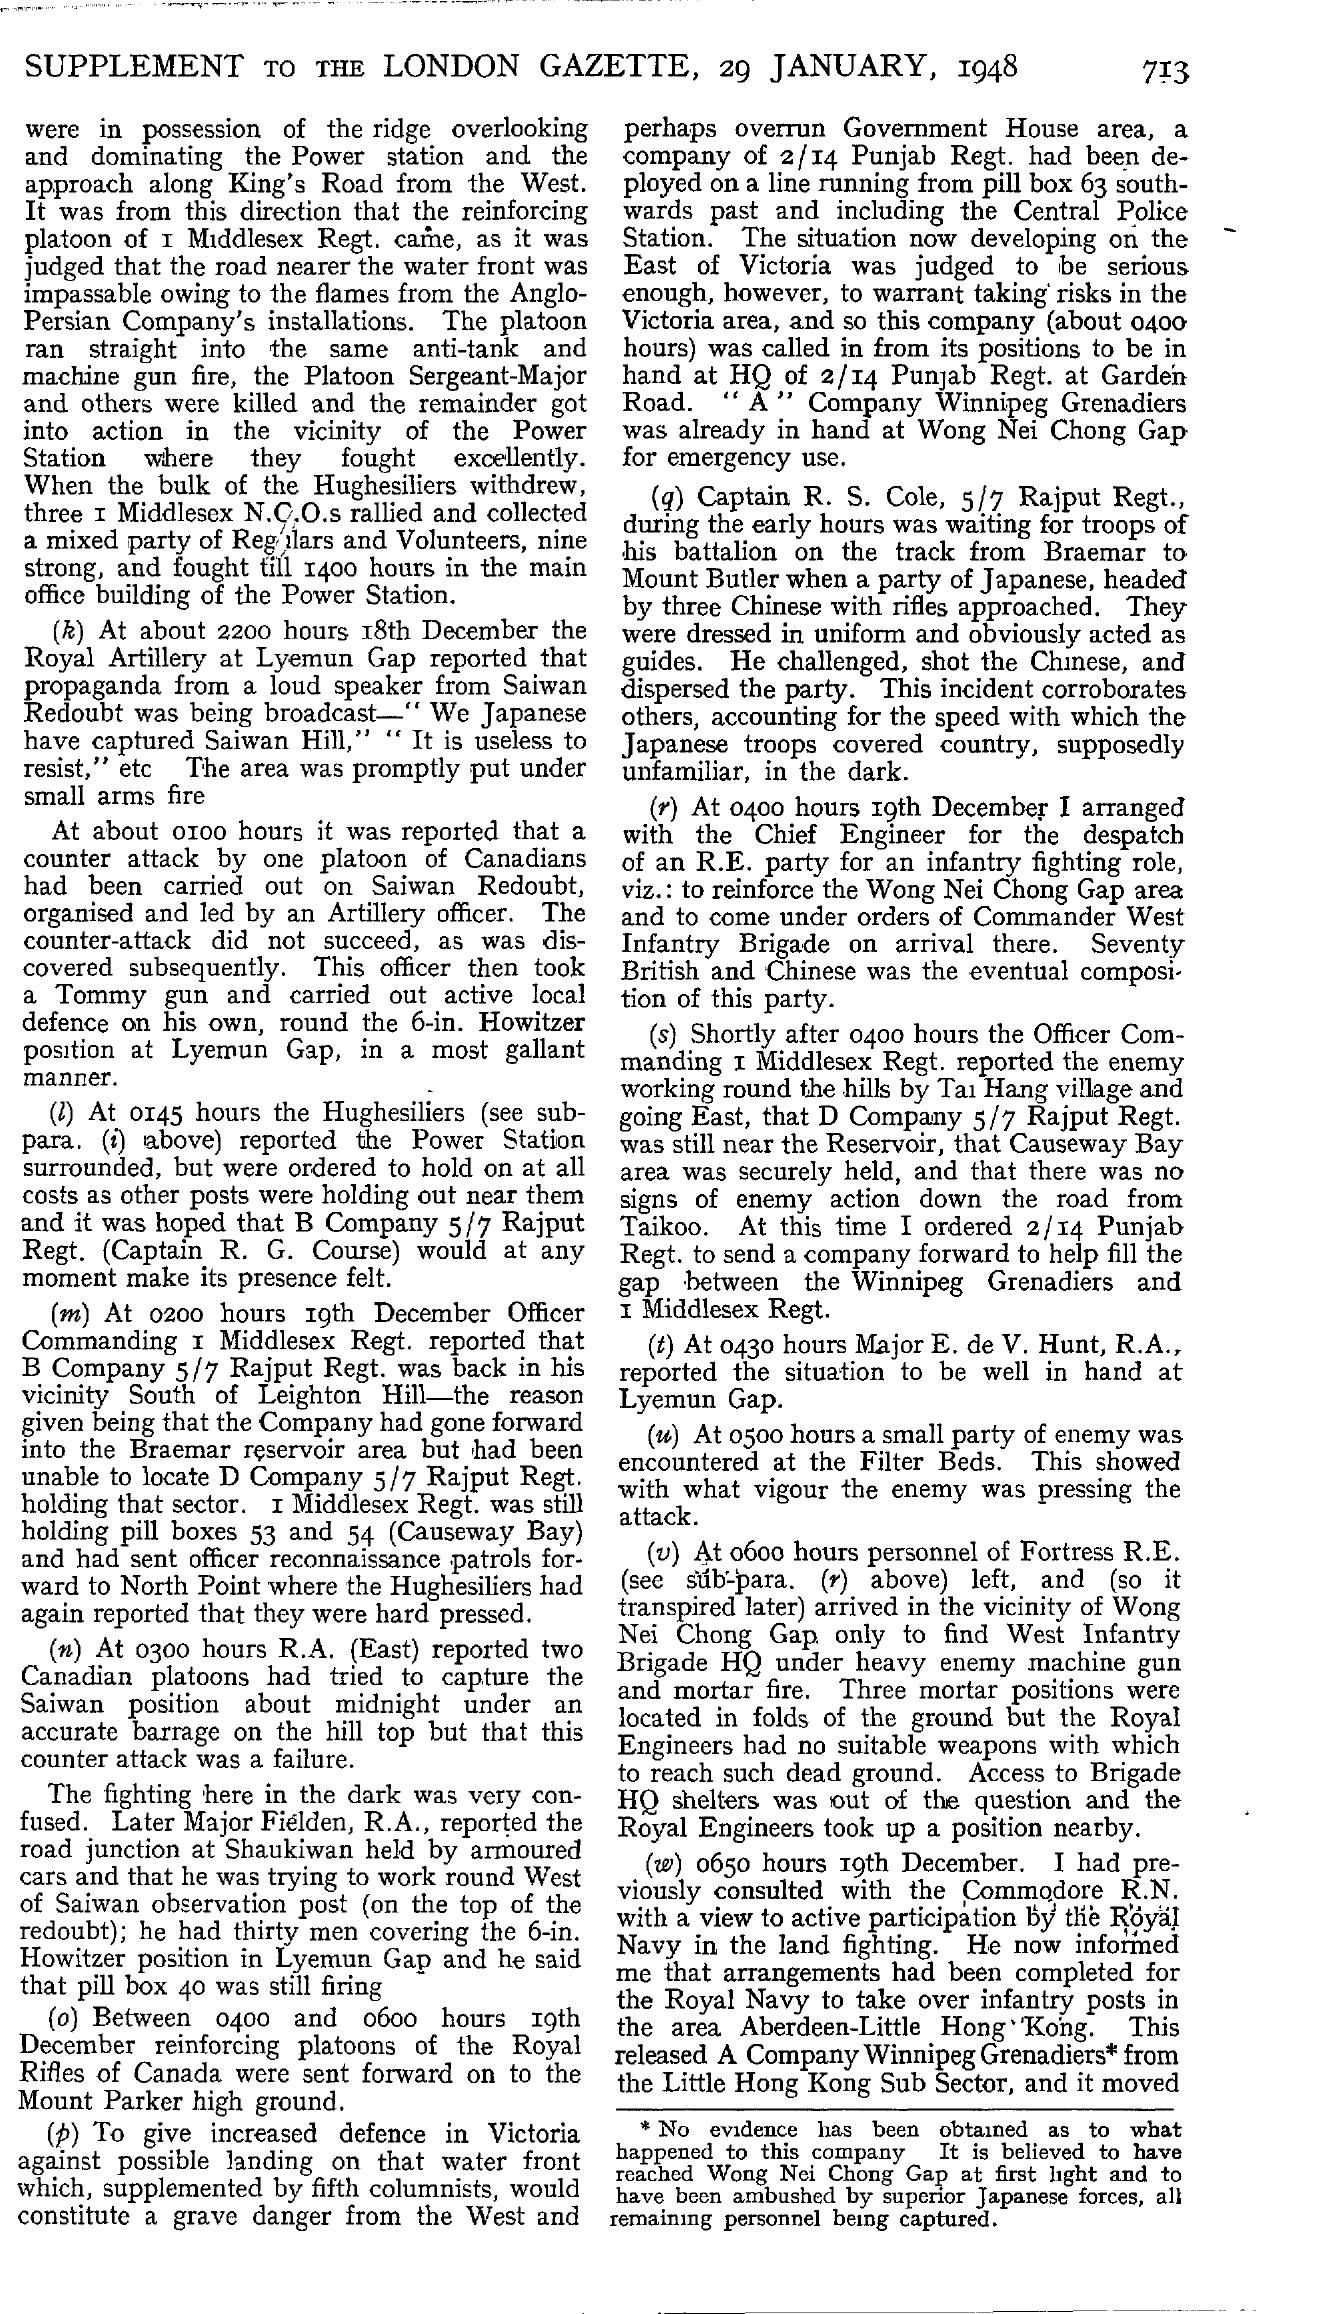 SUPPLEMENT TO THE LONDON GAZETTE, 29 JANUARY, 1948 713
were in possession of the ridge overlooking
and dominating the Power station and the
approach along King's Road from the West.
It was from this direction that the reinforcing
platoon of 1 Middlesex Regt. came, as it was
judged that the road nearer the water front was
impassable owing to the flames from the Anglo-
Persian Company's installations. The platoon
ran straight into the same anti-tank and
machine gun fire, the Platoon Sergeant-Major
and others were killed and the remainder got
into action in the vicinity of the Power
Station where they fought excellently.
When the bulk of the Hughesiliers withdrew,
three 1 Middlesex N.C.O.s rallied and collected
a mixed party of Regulars and Volunteers, nine
strong, and fought till 1400 hours in the main
office building of the Power Station.
(k) At about 2200 hours 18th December the
Royal Artillery at Lyemun Gap reported that
propaganda from a loud speaker from Saiwan
Redoubt was being broadcast—" We Japanese
have captured Saiwan Hill," " It is useless to
resist," etc The area was promptly put under
small arms fire
At about 0100 hours it was reported that a
counter attack by one platoon of Canadians
had been carried out on Saiwan Redoubt,
organised and led by an Artillery officer. The
counter-attack did not succeed, as was dis-
covered subsequently. This officer then took
a Tommy gun and carried out active local
defence on his own, round the 6-in. Howitzer
position at Lyemun Gap, in a most gallant
manner.
(l) At 0145 hours the Hughesiliers (see sub-
para. (i) above) reported the Power Station
surrounded, but were ordered to hold on at all
costs as other posts were holding out near them
and it was hoped that B Company 5/7 Rajput
Regt. (Captain R. G. Course) would at any
moment make its presence felt.
(m) At 0200 hours 19th December Officer
Commanding 1 Middlesex Regt. reported that
B Company 5/7 Rajput Regt. was back in his
vicinity South of Leighton Hill—the reason
given being that the Company had gone forward
into the Braemar reservoir area but had been
unable to locate D Company 5/7 Rajput Regt.
holding that sector. 1 Middlesex Regt. was still
holding pill boxes 53 and 54 (Causeway Bay)
and had sent officer reconnaissance patrols for-
ward to North Point where the Hughesiliers had
again reported that they were hard pressed.
(n) At 0300 hours R.A. (East) reported two
Canadian platoons had tried to capture the
Saiwan position about midnight under an
accurate barrage on the hill top but that this
counter attack was a failure.
The fighting here in the dark was very con-
fused. Later Major Fielden, R.A., reported the
road junction at Shaukiwan held by armoured
cars and that he was trying to work round West
of Saiwan observation post (on the top of the
redoubt); he had thirty men covering the 6-in.
Howitzer position in Lyemun Gap and he said
that pill box 40 was still firing
(o) Between 0400 and 0600 hours 19th
December reinforcing platoons of the Royal
Rifles of Canada were sent forward on to the
Mount Parker high ground.
(p) To give increased defence in Victoria
against possible landing on that water front
which, supplemented by fifth columnists, would
constitute a grave danger from the West and
perhaps overrun Government House area, a
company of 2/14 Punjab Regt. had been de-
ployed on a line running from pill box 63 south-
wards past and including the Central Police
Station. The situation now developing on the
East of Victoria was judged to be serious
enough, however, to warrant taking risks in the
Victoria area, and so this company (about 0400
hours) was called in from its positions to be in
hand at HQ of 2/14 Punjab Regt. at Garden
Road. " A " Company Winnipeg Grenadiers
was already in hand at Wong Nei Chong Gap
for emergency use.
(q) Captain R. S. Cole, 5/7 Rajput Regt.,
during the early hours was waiting for troops of
his battalion on the track from Braemar to
Mount Butler when a party of Japanese, headed
by three Chinese with rifles approached. They
were dressed in uniform and obviously acted as
guides. He challenged, shot the Chinese, and
dispersed the party. This incident corroborates
others, accounting for the speed with which the
Japanese troops covered country, supposedly
unfamiliar, in the dark.
(r) At 0400 hours 19th December I arranged
with the Chief Engineer for the despatch
of an R.E. party for an infantry fighting role,
viz.: to reinforce the Wong Nei Chong Gap area
and to come under orders of Commander West
Infantry Brigade on arrival there. Seventy
British and Chinese was the eventual composi-
tion of this party.
(s) Shortly after 0400 hours the Officer Com-
manding 1 Middlesex Regt. reported the enemy
working round the hills by Tai Hang village and
going East, that D Company 5/7 Rajput Regt.
was still near the Reservoir, that Causeway Bay
area was securely held, and that there was no
signs of enemy action down the road from
Taikoo. At this time I ordered 2/14 Punjab
Regt. to send a company forward to help fill the
gap between the Winnipeg Grenadiers and
1 Middlesex Regt.
(t) At 0430 hours Major E. de V. Hunt, R.A.,
reported the situation to be well in hand at
Lyemun Gap.
(u) At 0500 hours a small party of enemy was
encountered at the Filter Beds. This showed
with what vigour the enemy was pressing the
attack.
(v) At 0600 hours personnel of Fortress R.E.
(see sub-para. (r) above) left, and (so it
transpired later) arrived in the vicinity of Wong
Nei Chong Gap only to find West Infantry
Brigade HQ under heavy enemy machine gun
and mortar fire. Three mortar positions were
located in folds of the ground but the Royal
Engineers had no suitable weapons with which
to reach such dead ground. Access to Brigade
HQ shelters was out of the question and the
Royal Engineers took up a position nearby.
(w) 0650 hours 19th December. I had pre-
viously consulted with the Commodore R.N.
with a view to active participation by the Royal
Navy in the land fighting. He now informed
me that arrangements had been completed for
the Royal Navy to take over infantry posts in
the area Aberdeen-Little Hong Kong. This
released A Company Winnipeg Grenadiers* from
the Little Hong Kong Sub Sector, and it moved
* No evidence has been obtained as to what
happened to this company It is believed to have
reached Wong Nei Chong Gap at first light and to
have been ambushed by superior Japanese forces, all
remaining personnel being captured.